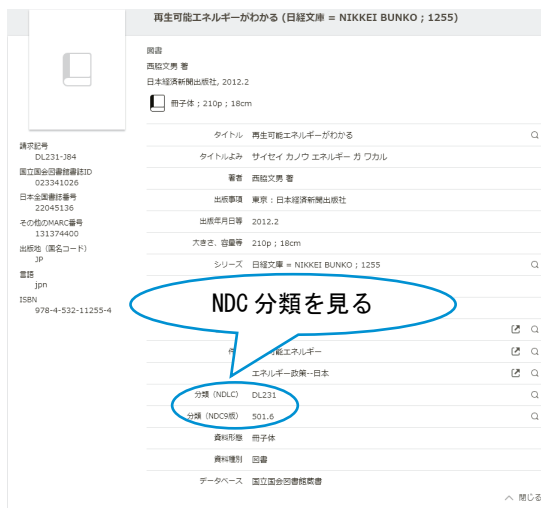 再生可能エネルギーがわかる (日経文庫 = NIKKEI BUNKO ; 1255)
図書
西脇文男 著
日本経済新聞出版社, 2012.2
冊子体 ; 210p ; 18cm
請求記号
DL231-J84
国立国会図書館書誌ID
023341026
日本全国書誌番号
22045136
その他のMARC番号
131374400
出版地 (国名コード)
JP
言語
jpn
ISBN
978-4-532-11255-4
タイトル 再生可能エネルギーがわかる
タイトルよみ サイセイ カノウ エネルギー ガ ワカル
著者 西脇文男 著
出版事項 東京 : 日本経済新聞出版社
出版年月日等 2012.2
大きさ、容量等 210p ; 18cm
シリーズ 日経文庫 = NIKKEI BUNKO ; 1255
NDC 分類を見る
件 可能エネルギー
エネルギー政策--日本
分類 (NDLC) DL231
分類 (NDC9版) 501.6
資料形態 冊子体
資料種別 図書
データベース 国立国会図書館蔵書
閉じる